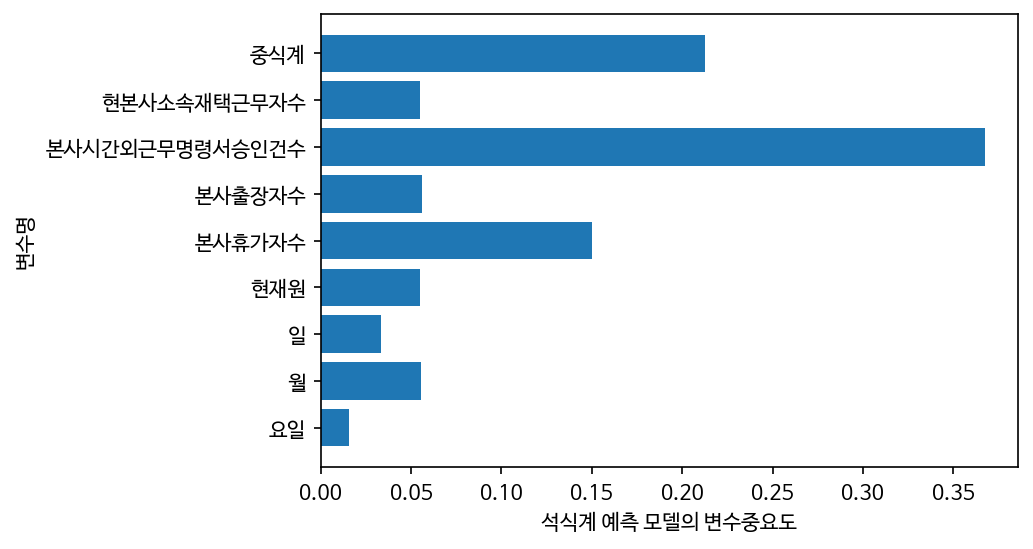 중식계
현본사소속재택근무자수
본사시간외근무명령서승인건수
본사출장자수
본사휴가자수
현재원
일
월
요일
변수명
0.00 0.05 0.10 0.15 0.20 0.25 0.30 0.35
석식계 예측 모델의 변수중요도